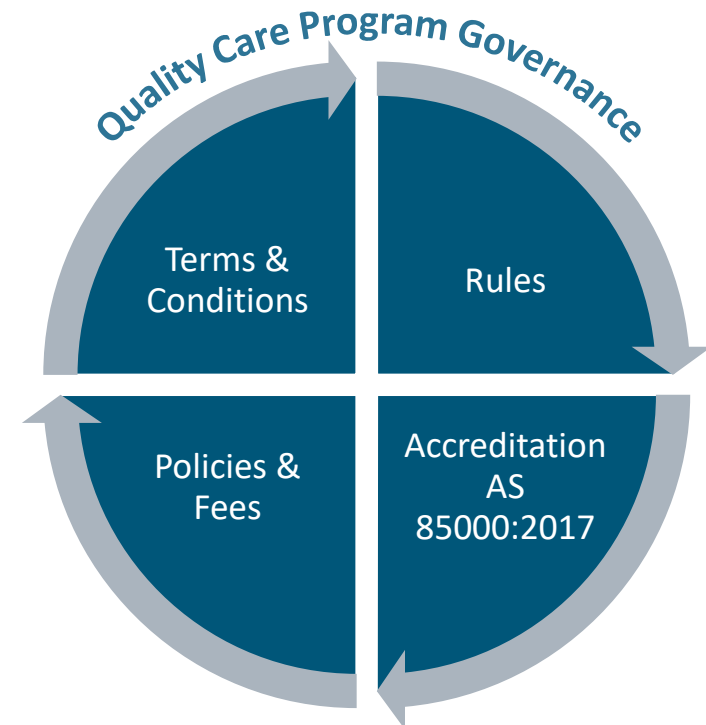 Quality Care Program Governance
Terms &
Conditions
Rules
Policies &
Fees
Accreditation
AS
85000:2017